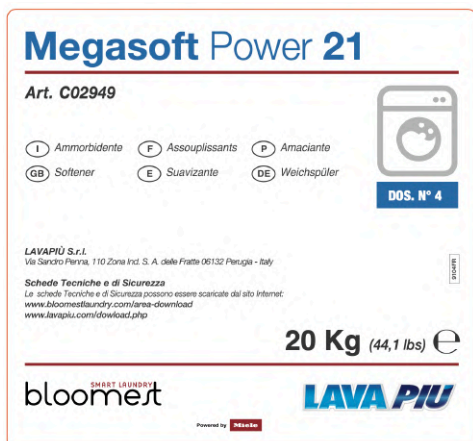 Megasoft Power 21
Art. C02949
I Ammorbidente F Assouplissants P Amaciante
GB Softener E Suavizante DE Weichspüler
DOS. N° 4
LAVAPIÙ S.r.l.
Via Sandro Penna, 110 Zona Ind. S. A. delle Fratte 06132 Perugia - Italy
9104FR
Schede Tecniche e di Sicurezza
Le schede Tecniche e di Sicurezza possono essere scaricate dal sito Internet:
www.bloomestlaundry.com/area-download
www.lavapiu.com/dowload.php
20 Kg (44,1 lbs) ℮
SMART LAUNDRY
bloomest
LAVA PIU
Powered by Miele